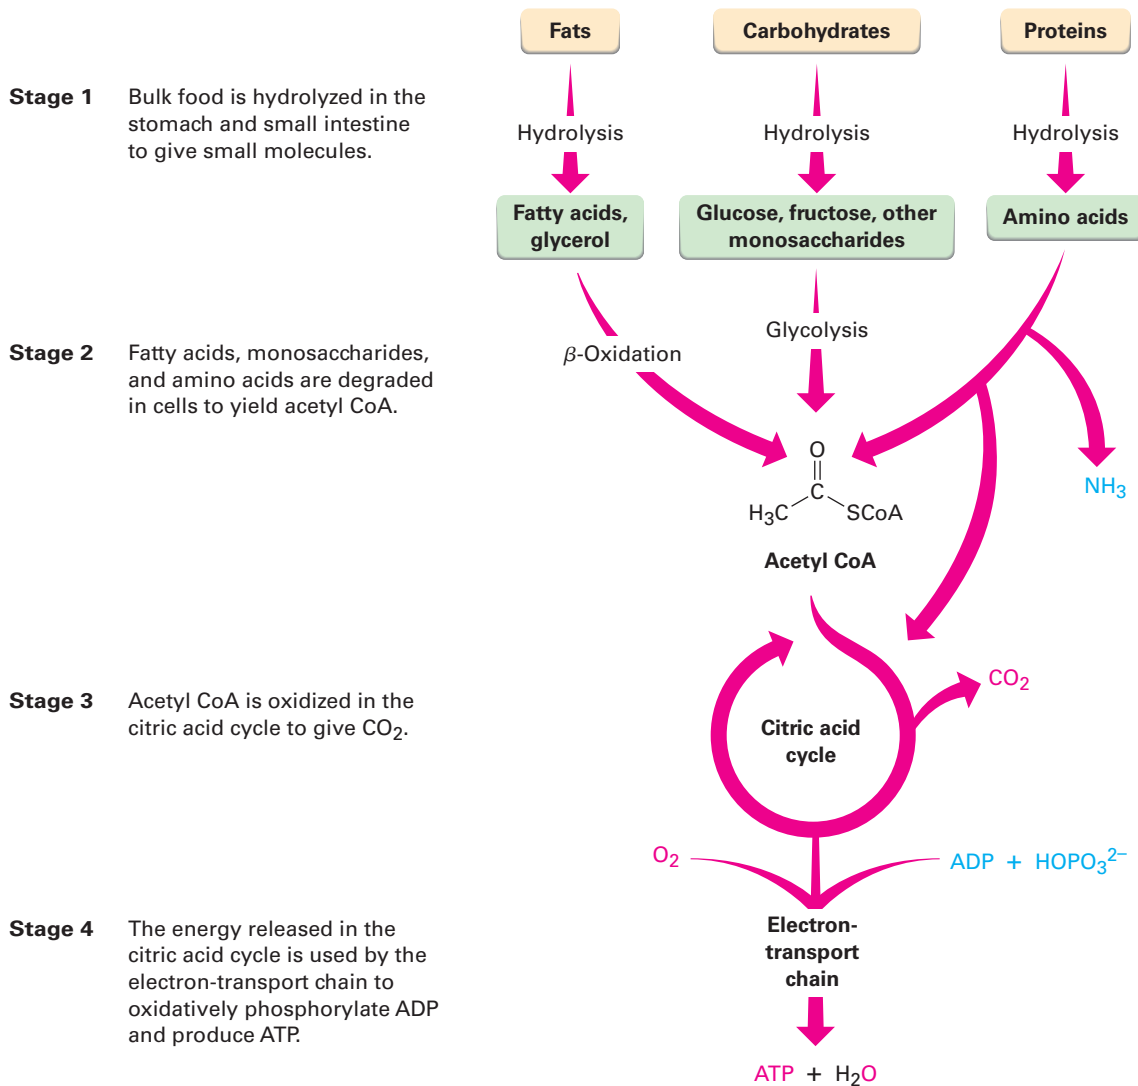 Fats
Carbohydrates
Proteins
Stage 1
Bulk food is hydrolyzed in the
stomach and small intestine
to give small molecules.
Hydrolysis
Hydrolysis
Hydrolysis
Fatty acids,
glycerol
Glucose, fructose, other
monosaccharides
Amino acids
Stage 2
Fatty acids, monosaccharides,
and amino acids are degraded
in cells to yield acetyl CoA.
β-Oxidation
Glycolysis
O
C
H₃C
SCoA
NH₃
Acetyl CoA
Stage 3
Acetyl CoA is oxidized in the
citric acid cycle to give CO₂.
CO₂
Citric acid
cycle
O₂
ADP + HOPO₃²⁻
Stage 4
The energy released in the
citric acid cycle is used by the
electron-transport chain to
oxidatively phosphorylate ADP
and produce ATP.
Electron-
transport
chain
ATP + H₂O